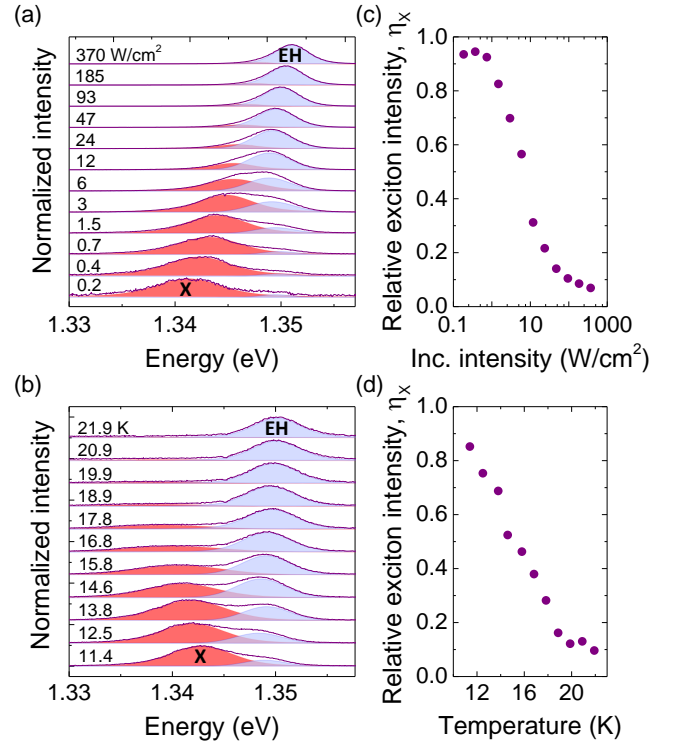 (a)
Normalized intensity
370 W/cm²
185
93
47
24
12
6
3
1.5
0.7
0.4
0.2
EH
X
1.33
1.34
1.35
Energy (eV)
(c)
Relative exciton intensity, ηX
1.0
0.8
0.6
0.4
0.2
0.0
0.1
10
1000
Inc. intensity (W/cm²)
(b)
Normalized intensity
21.9 K
20.9
19.9
18.9
17.8
16.8
15.8
14.6
13.8
12.5
11.4
EH
X
1.33
1.34
1.35
Energy (eV)
(d)
Relative exciton intensity, ηX
1.0
0.8
0.6
0.4
0.2
0.0
12
16
20
Temperature (K)